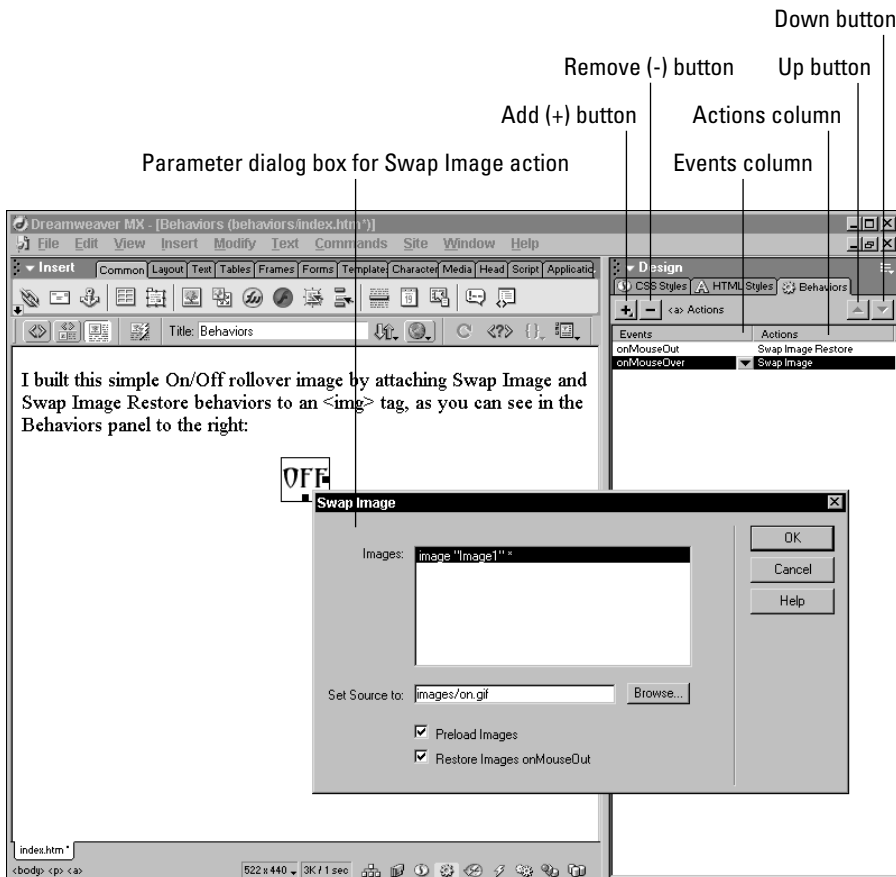 Down button
Remove (-) button
Up button
Add (+) button
Actions column
Parameter dialog box for Swap Image action
Events column
Dreamweaver MX - [Behaviors (behaviors/index.htm*)]
File Edit View Insert Modify Text Commands Site Window Help
Insert Common Layout Text Tables Frames Forms Template Character Media Head Script Applicatic
Title: Behaviors
Design
CSS Styles HTML Styles Behaviors
<a> Actions
Events Actions
onMouseOut Swap Image Restore
onMouseOver Swap Image
I built this simple On/Off rollover image by attaching Swap Image and
Swap Image Restore behaviors to an <img> tag, as you can see in the
Behaviors panel to the right:
OFF
Swap Image
Images: image "Image1" *
OK
Cancel
Help
Set Source to: images/on.gif Browse...
Preload Images
Restore Images onMouseOut
index.htm*
<body> <p> <a> 522 x 440 3K / 1 sec